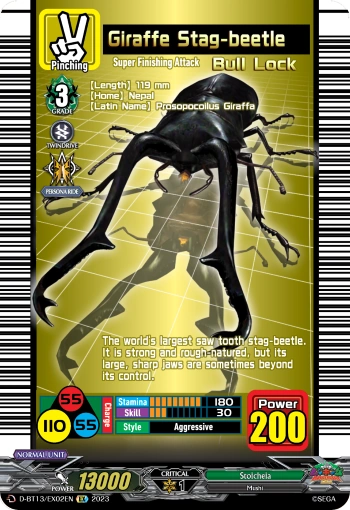 Giraffe Stag-beetle
Pinching
Super Finishing Attack Bull Lock
3
GRADE
[Length] 119 mm
[Home] Nepal
[Latin Name] Prosopocoilus Giraffa
TWINDRIVE
PERSONA RIDE
The world's largest saw tooth stag-beetle.
It is strong and rough-natured, but its
large, sharp jaws are sometimes beyond
its control.
55
110 55
Charge
Stamina 180
Skill 30
Style Aggressive
Power
200
NORMAL UNIT
POWER 13000
CRITICAL
1
Stoicheia
Mushi
D-BT13/EX02EN EX 2023 ©SEGA